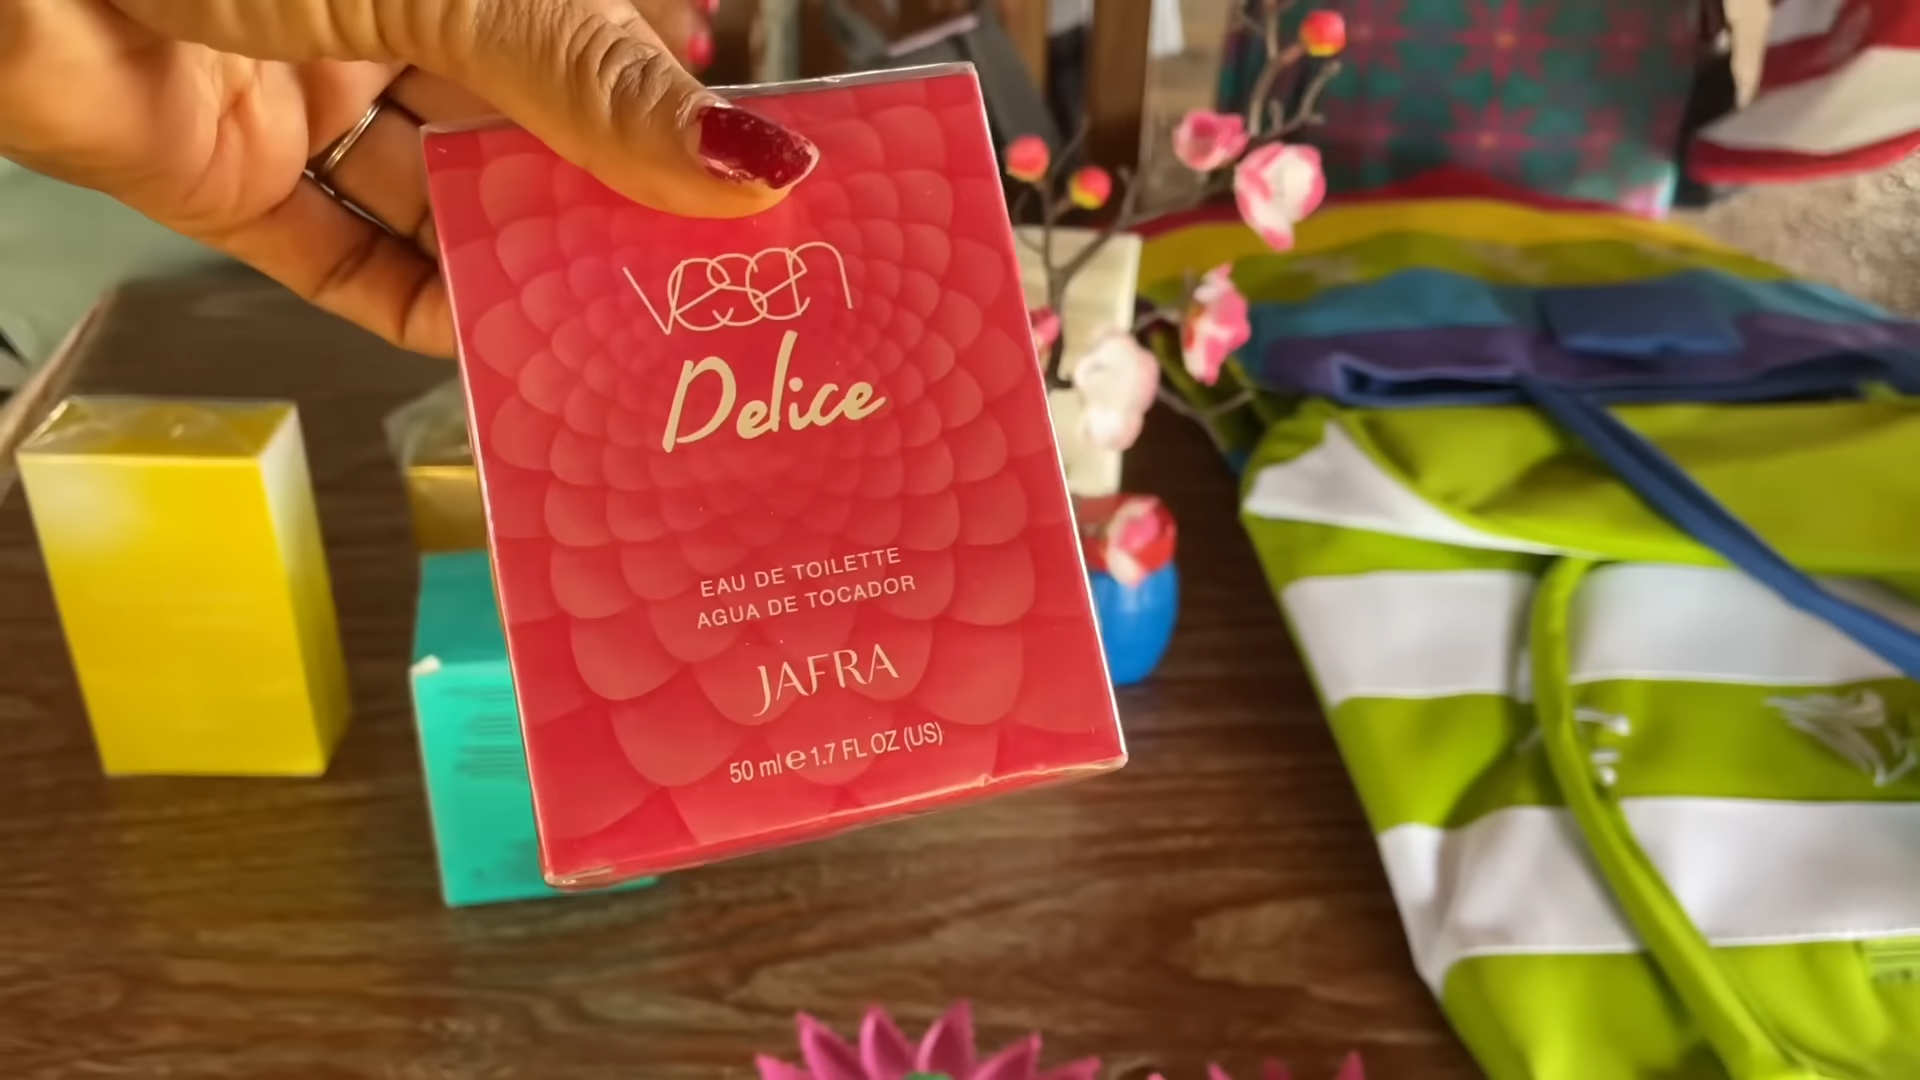 vesen
Delice
EAU DE TOILETTE
AGUA DE TOCADOR
JAFRA
50 ml e 1.7 FL OZ (US)